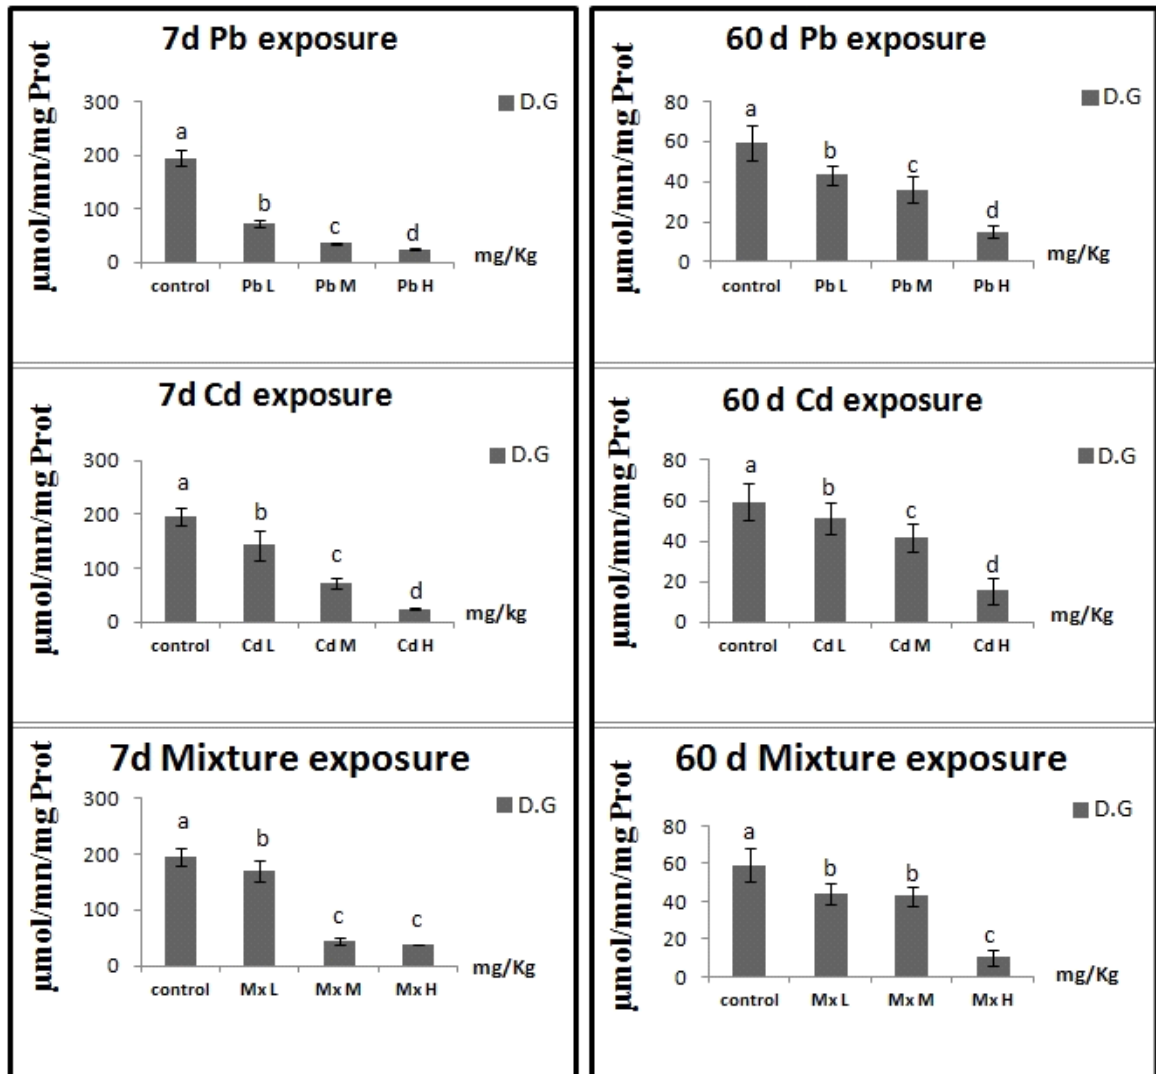 7d Pb exposure
µmol/mn/mg Prot
D.G
300
200
100
0
a
b
c
d
control Pb L Pb M Pb H
mg/Kg
60 d Pb exposure
µmol/mn/mg Prot
D.G
80
60
40
20
0
a
b
c
d
control Pb L Pb M Pb H
mg/Kg
7d Cd exposure
µmol/mn/mg Prot
D.G
300
200
100
0
a
b
c
d
control Cd L Cd M Cd H
mg/kg
60 d Cd exposure
µmol/mn/mg Prot
D.G
80
60
40
20
0
a
b
c
d
control Cd L Cd M Cd H
mg/Kg
7d Mixture exposure
µmol/mn/mg Prot
D.G
300
200
100
0
a
b
c
c
control Mx L Mx M Mx H
mg/Kg
60 d Mixture exposure
µmol/mn/mg Prot
D.G
80
60
40
20
0
a
b
b
c
control Mx L Mx M Mx H
mg/Kg